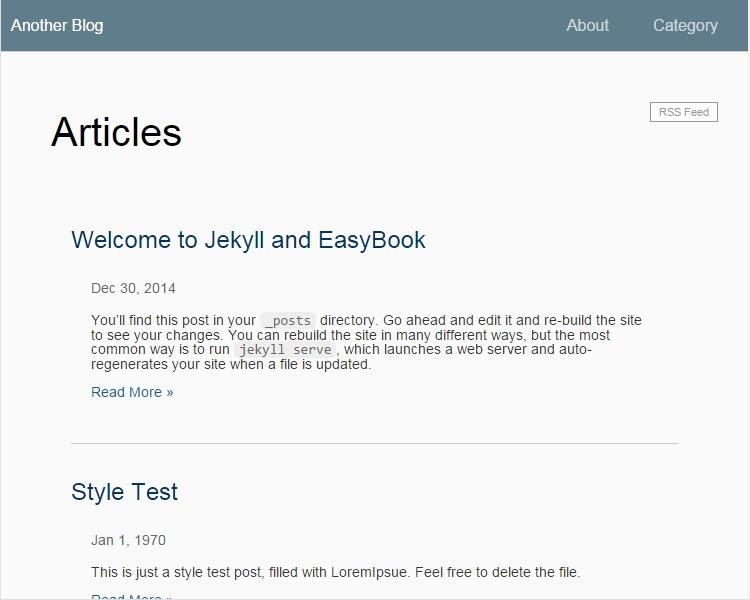 Another Blog About Category
RSS Feed
Articles
Welcome to Jekyll and EasyBook
Dec 30, 2014
You'll find this post in your _posts directory. Go ahead and edit it and re-build the site
to see your changes. You can rebuild the site in many different ways, but the most
common way is to run jekyll serve, which launches a web server and auto-
regenerates your site when a file is updated.
Read More »
Style Test
Jan 1, 1970
This is just a style test post, filled with LoremIpsue. Feel free to delete the file.
Read More »